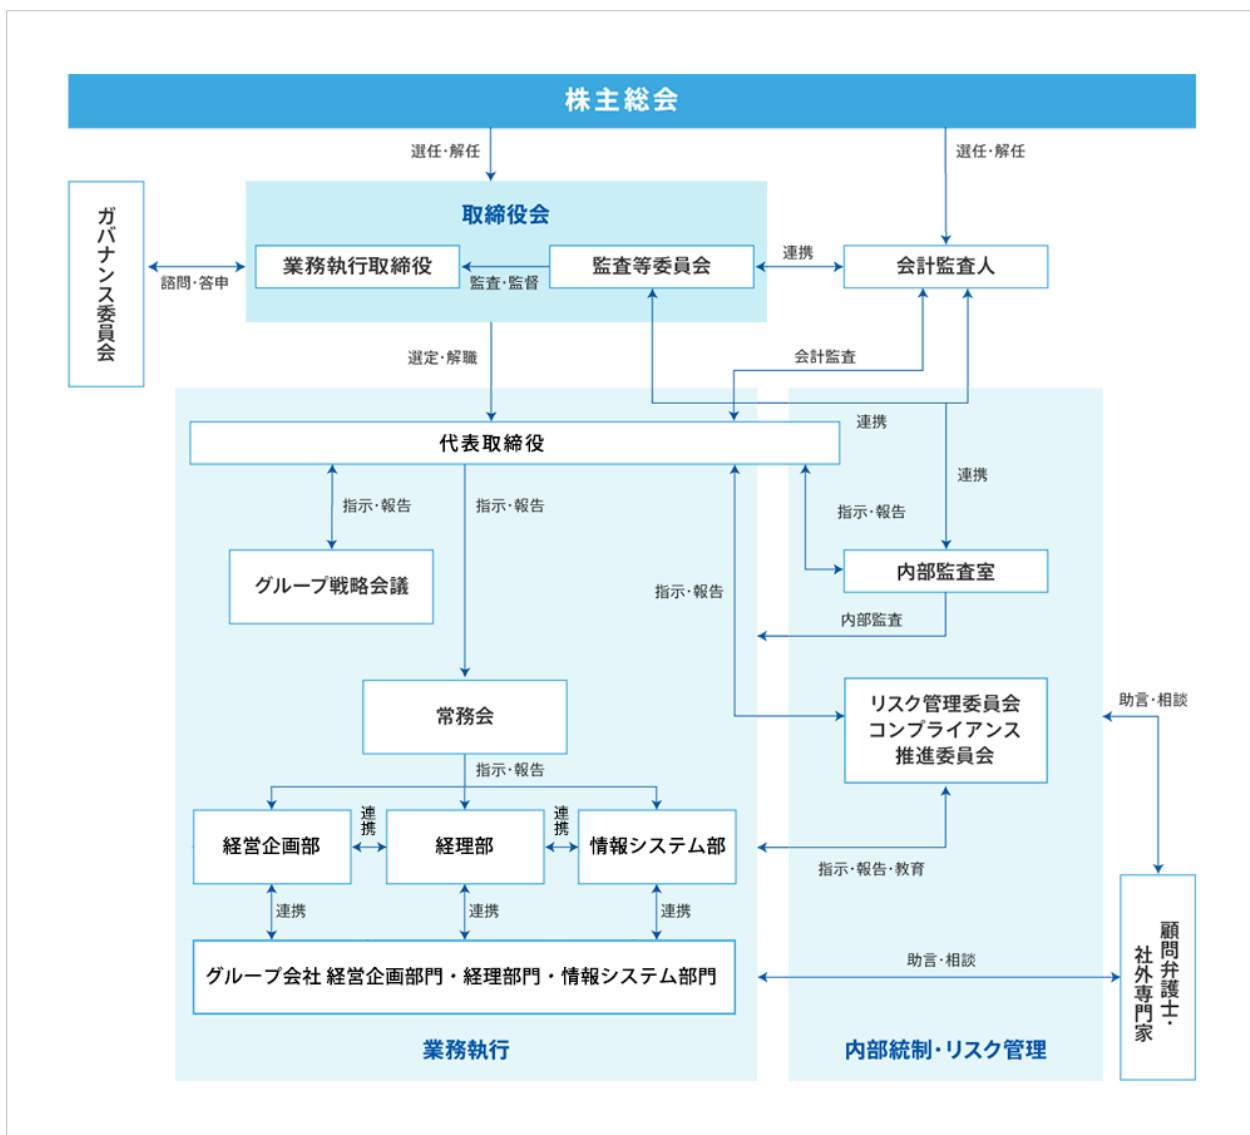 株主総会
選任・解任
選任・解任
ガバナンス委員会
諮問・答申
取締役会
業務執行取締役
監査・監督
監査等委員会
連携
会計監査人
選定・解職
会計監査
連携
連携
代表取締役
指示・報告
指示・報告
指示・報告
指示・報告
グループ戦略会議
内部監査室
内部監査
常務会
指示・報告
リスク管理委員会
コンプライアンス
推進委員会
助言・相談
経営企画部
連携
経理部
連携
情報システム部
指示・報告・教育
連携
連携
連携
グループ会社 経営企画部門・経理部門・情報システム部門
助言・相談
顧問弁護士・
社外専門家
業務執行
内部統制・リスク管理